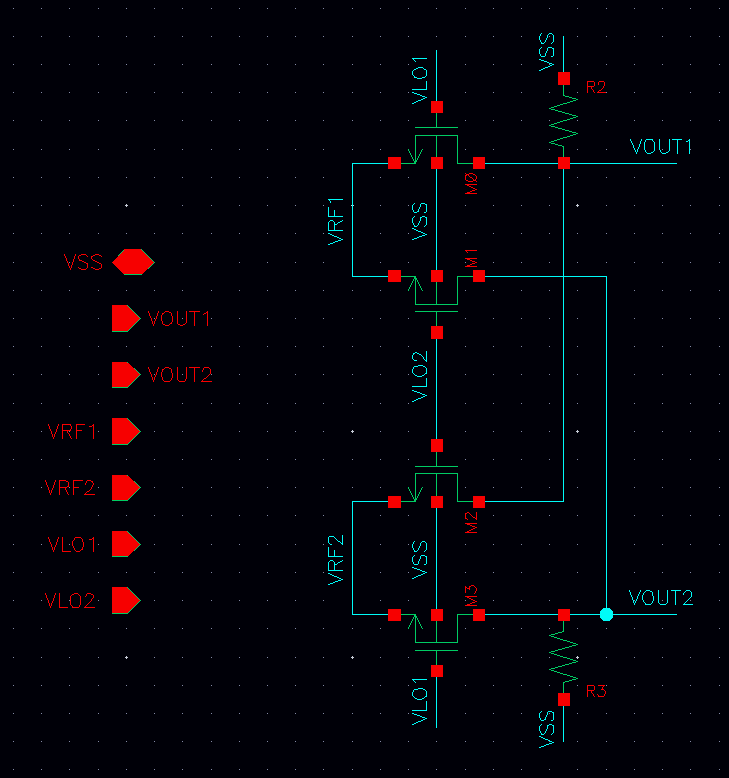 VSS
VOUT1
VOUT2
VRF1
VRF2
VLO1
VLO2
VLO1
VSS
R2
VOUT1
M0
VRF1
VSS
M1
VLO2
M2
VRF2
VSS
M3
VOUT2
VLO1
R3
VSS